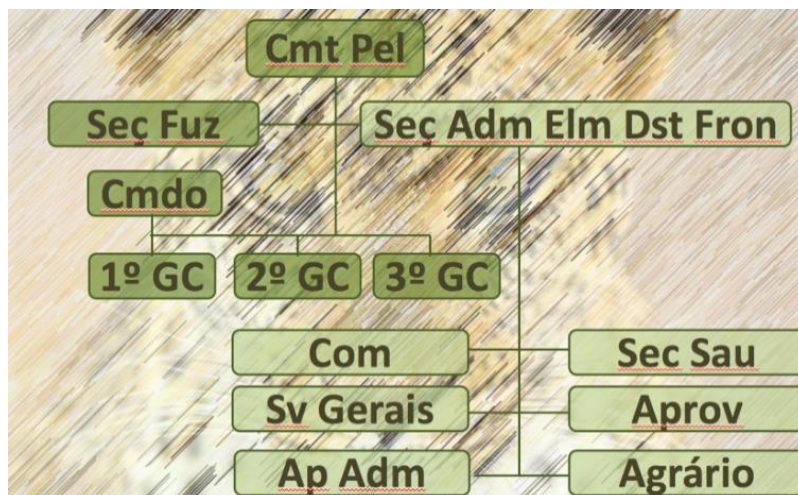 Cmt Pel
Seç Fuz
Seç Adm Elm Dst Fron
Cmdo
1º GC
2º GC
3º GC
Com
Sec Sau
Sv Gerais
Aprov
Ap Adm
Agrário